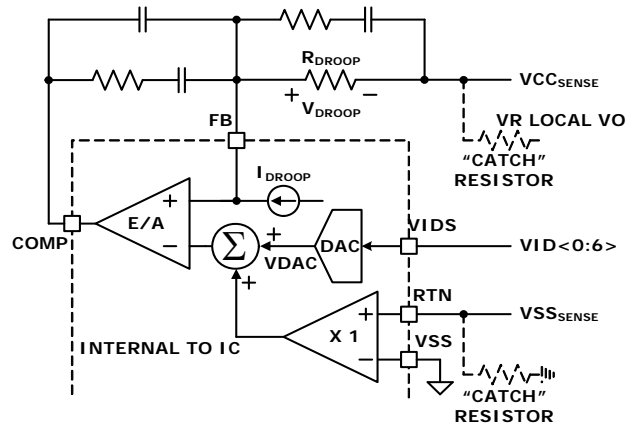 RDROOP
+ VDROOP −
VCCSENSE
FB
VR LOCAL VO
"CATCH"
RESISTOR
IDROOP
+
E/A
−
COMP
Σ
+
+
VDAC
DAC
VIDS
VID<0:6>
RTN
VSSSENSE
+
X 1
−
VSS
INTERNAL TO IC
"CATCH"
RESISTOR